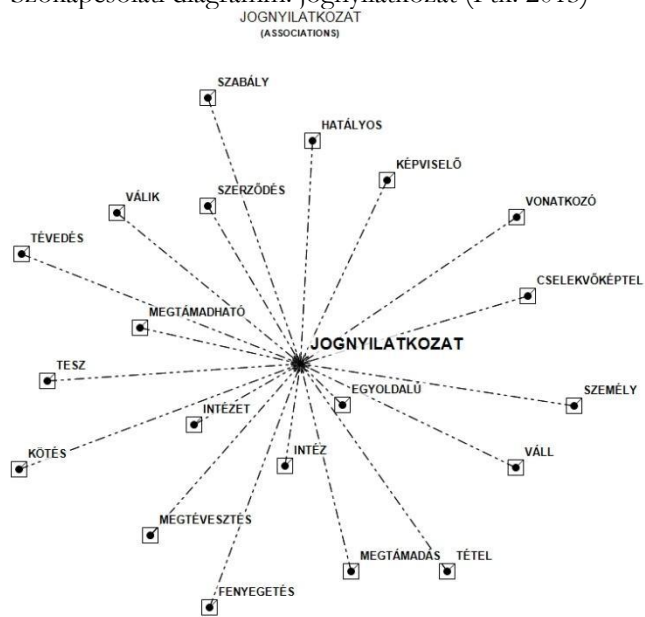 Szókapcsolati diagramm: jognyilatkozat (Ptk. 2013)
JOGNYILATKOZAT
(ASSOCIATIONS)
SZABÁLY
HATÁLYOS
KÉPVISELŐ
VÁLIK
SZERZŐDÉS
VONATKOZÓ
TÉVEDÉS
CSELEKVŐKÉPTEL
MEGTÁMADHATÓ
JOGNYILATKOZAT
TESZ
EGYOLDALÚ
SZEMÉLY
INTÉZET
KÖTÉS
INTÉZ
VÁLL
MEGTÉVESZTÉS
MEGTÁMADÁS
TÉTEL
FENYEGETÉS